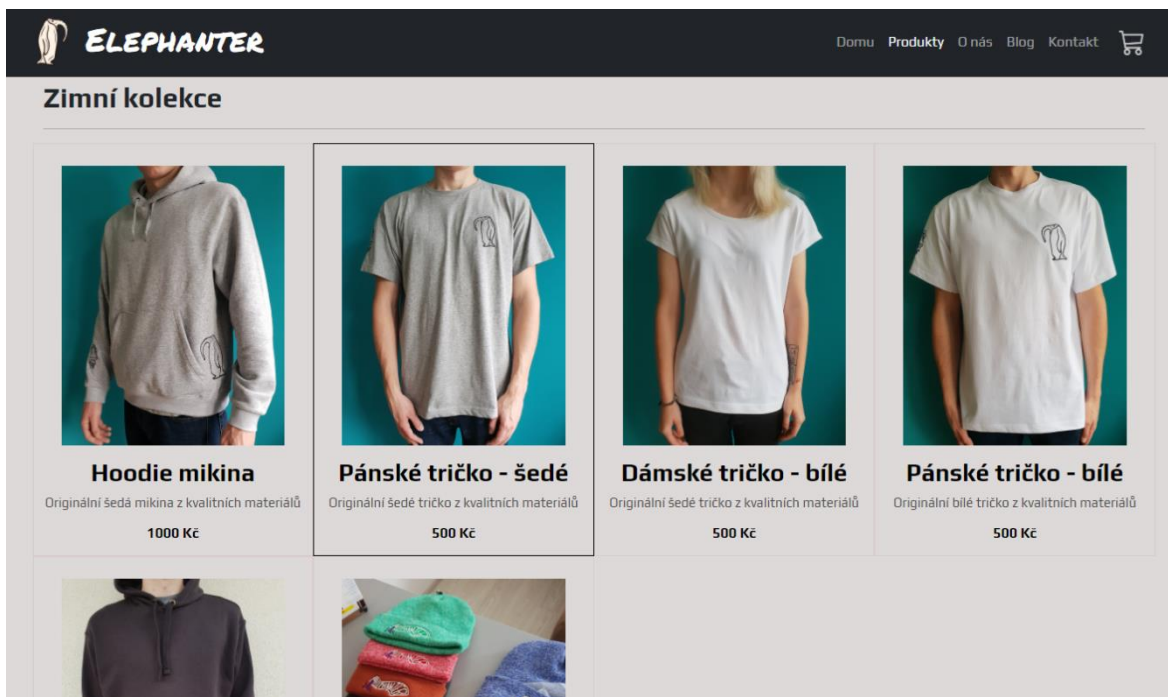 ELEPHANTER
Domu Produkty O nás Blog Kontakt
Zimní kolekce
Hoodie mikina
Originální šedá mikina z kvalitních materiálů
1000 Kč
Pánské tričko - šedé
Originální šedé tričko z kvalitních materiálů
500 Kč
Dámské tričko - bílé
Originální šedé tričko z kvalitních materiálů
500 Kč
Pánské tričko - bílé
Originální bílé tričko z kvalitních materiálů
500 Kč